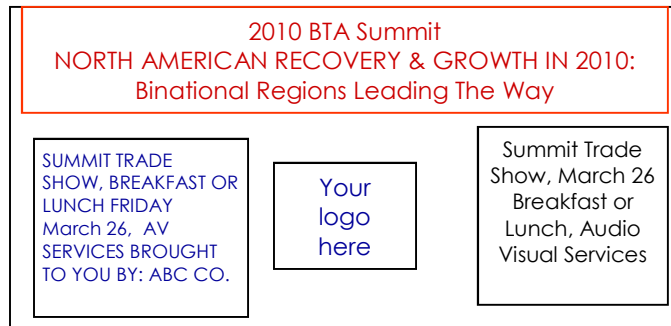 2010 BTA Summit
NORTH AMERICAN RECOVERY & GROWTH IN 2010:
Binational Regions Leading The Way
SUMMIT TRADE
SHOW, BREAKFAST OR
LUNCH FRIDAY
March 26, AV
SERVICES BROUGHT
TO YOU BY: ABC CO.
Your
logo
here
Summit Trade
Show, March 26
Breakfast or
Lunch, Audio
Visual Services